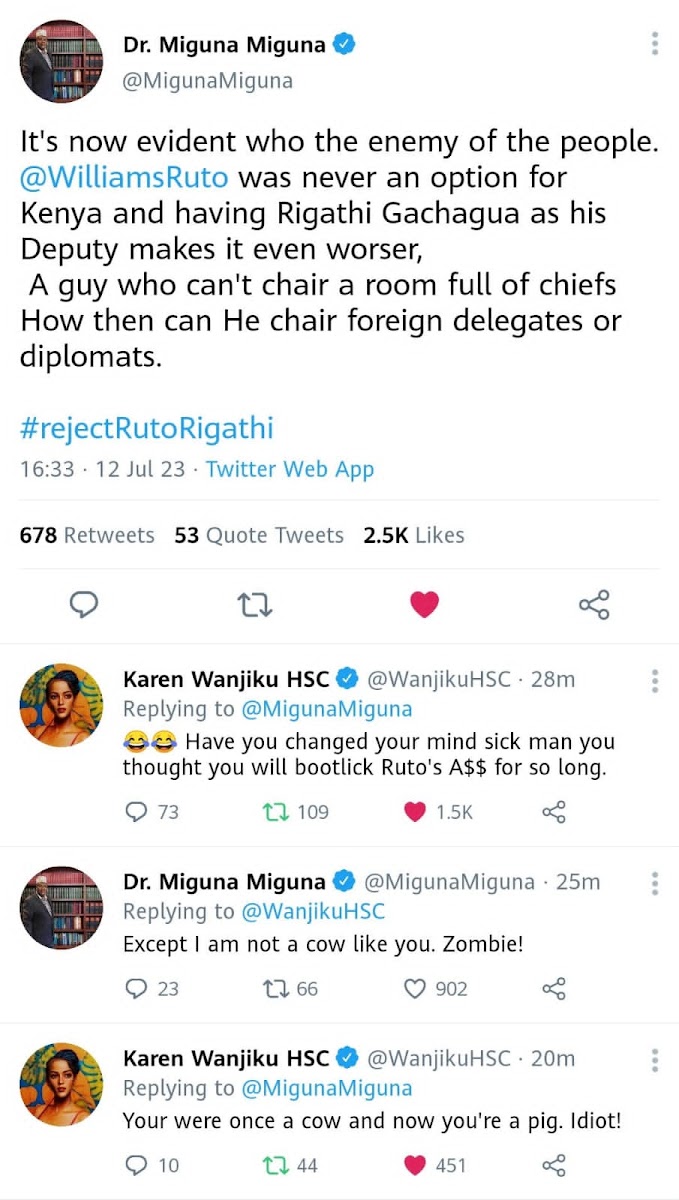 Dr. Miguna Miguna
@MigunaMiguna
It's now evident who the enemy of the people.
@WilliamsRuto was never an option for
Kenya and having Rigathi Gachagua as his
Deputy makes it even worser,
A guy who can't chair a room full of chiefs
How then can He chair foreign delegates or
diplomats.
#rejectRutoRigathi
16:33 · 12 Jul 23 · Twitter Web App
678 Retweets 53 Quote Tweets 2.5K Likes
Karen Wanjiku HSC @WanjikuHSC · 28m
Replying to @MigunaMiguna
😂😂 Have you changed your mind sick man you
thought you will bootlick Ruto's A$$ for so long.
73 109 1.5K
Dr. Miguna Miguna @MigunaMiguna · 25m
Replying to @WanjikuHSC
Except I am not a cow like you. Zombie!
23 66 902
Karen Wanjiku HSC @WanjikuHSC · 20m
Replying to @MigunaMiguna
Your were once a cow and now you're a pig. Idiot!
10 44 451